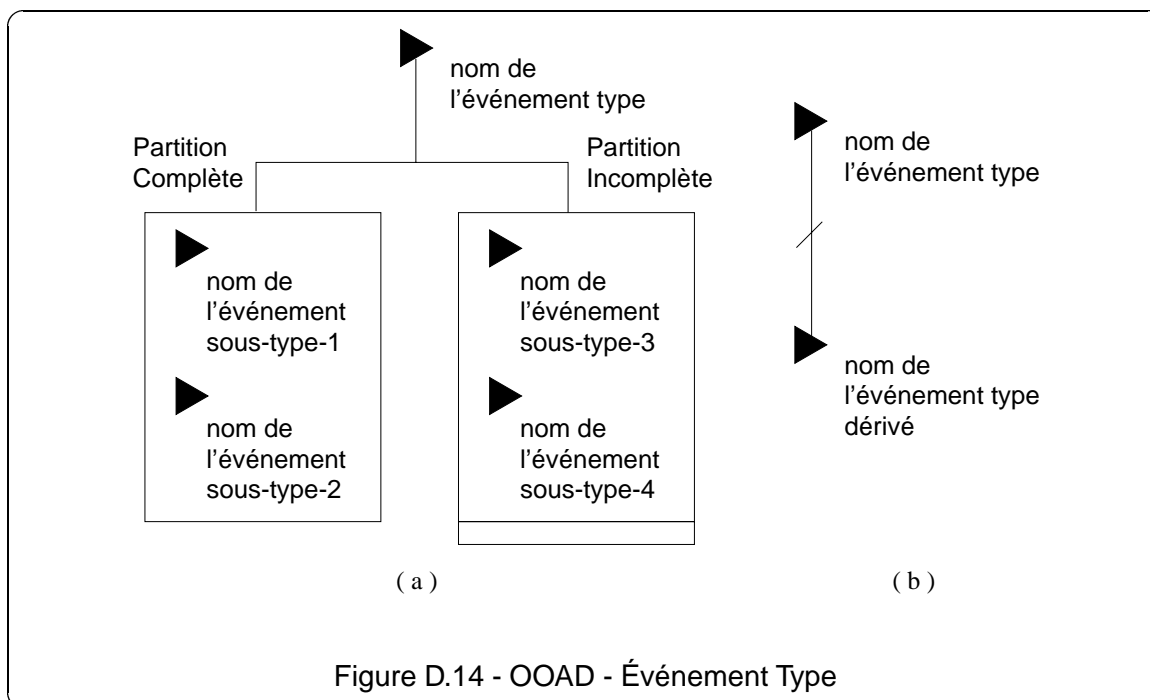 nom de
l’événement type
Partition
Complète
Partition
Incomplète
nom de
l’événement
sous-type-1
nom de
l’événement
sous-type-2
nom de
l’événement
sous-type-3
nom de
l’événement
sous-type-4
( a )
nom de
l’événement type
nom de
l’événement type
dérivé
( b )
Figure D.14 - OOAD - Événement Type